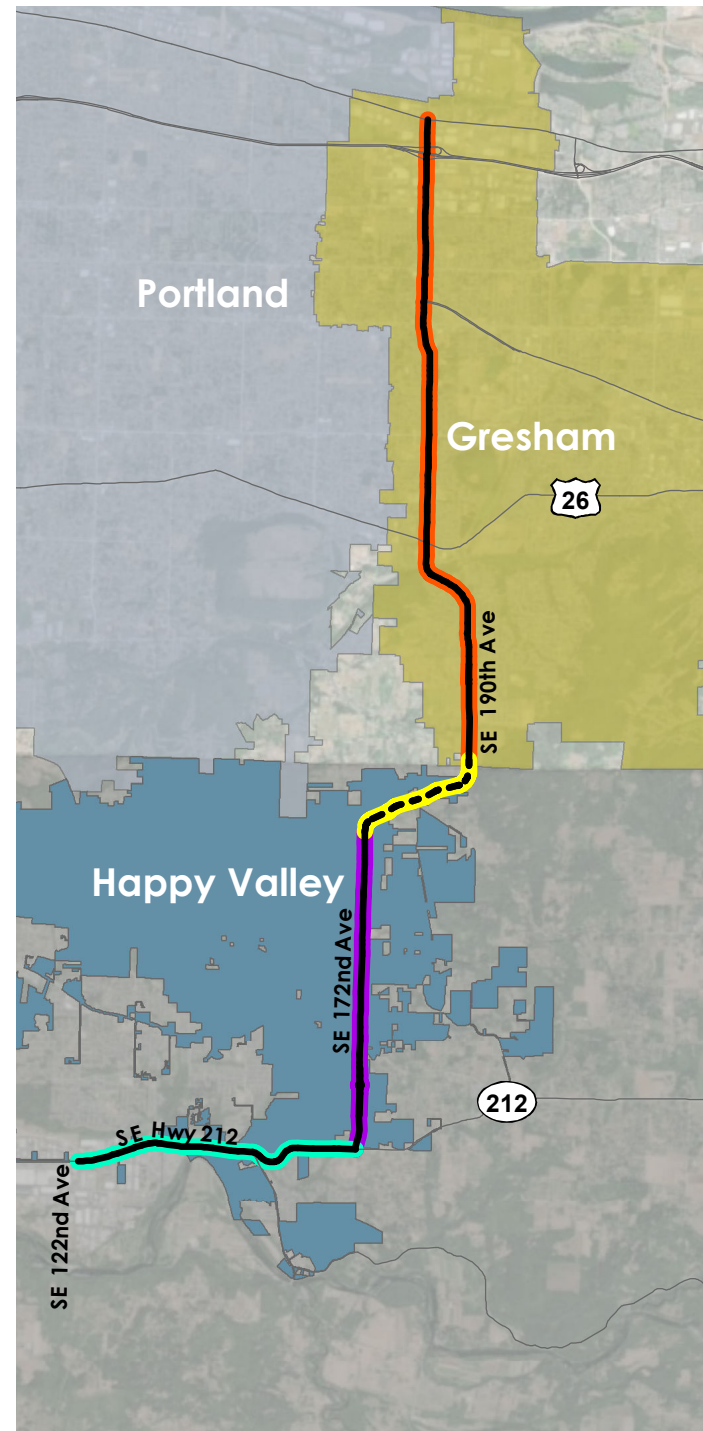 Portland
Gresham
26
SE 190th Ave
Happy Valley
SE 172nd Ave
212
SE Hwy 212
SE 122nd Ave